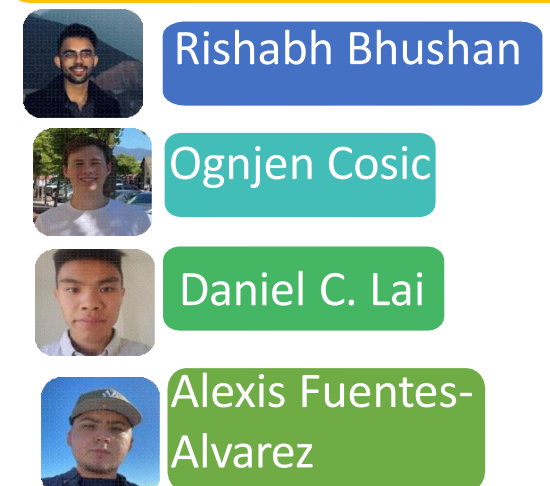 Rishabh Bhushan
Ognjen Cosic
Daniel C. Lai
Alexis Fuentes-
Alvarez